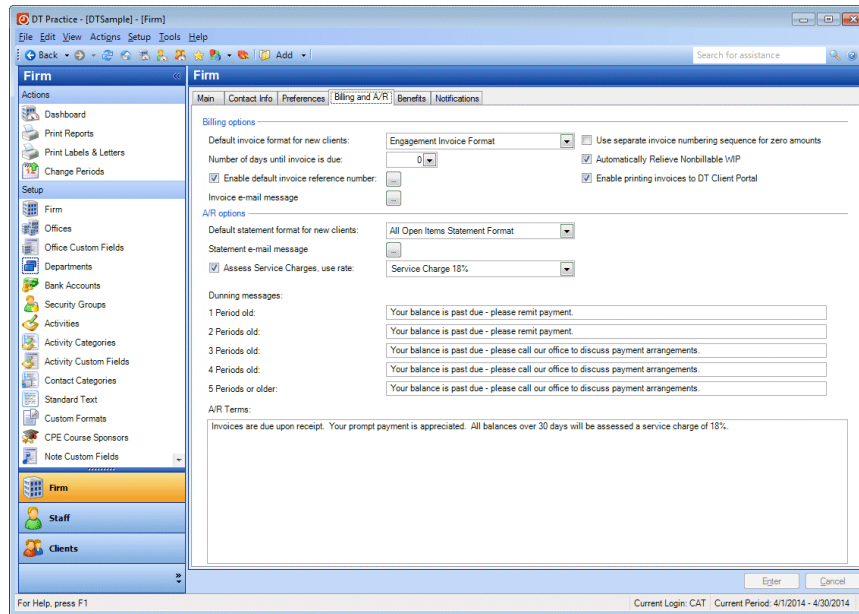 DT Practice - [DTSample] - [Firm]
File Edit View Actions Setup Tools Help
Back Add Search for assistance
Firm
Firm
Actions
Dashboard
Print Reports
Print Labels & Letters
Change Periods
Setup
Firm
Offices
Office Custom Fields
Departments
Bank Accounts
Security Groups
Activities
Activity Categories
Activity Custom Fields
Contact Categories
Standard Text
Custom Formats
CPE Course Sponsors
Note Custom Fields
Firm
Staff
Clients
Main Contact Info Preferences Billing and A/R Benefits Notifications
Billing options
Default invoice format for new clients: Engagement Invoice Format Use separate invoice numbering sequence for zero amounts
Number of days until invoice is due: 0 Automatically Relieve Nonbillable WIP
Enable default invoice reference number: ... Enable printing invoices to DT Client Portal
Invoice e-mail message ...
A/R options
Default statement format for new clients: All Open Items Statement Format
Statement e-mail message ...
Assess Service Charges, use rate: Service Charge 18%
Dunning messages:
1 Period old: Your balance is past due - please remit payment.
2 Periods old: Your balance is past due - please remit payment.
3 Periods old: Your balance is past due - please call our office to discuss payment arrangements.
4 Periods old: Your balance is past due - please call our office to discuss payment arrangements.
5 Periods or older: Your balance is past due - please call our office to discuss payment arrangements.
A/R Terms:
Invoices are due upon receipt. Your prompt payment is appreciated. All balances over 30 days will be assessed a service charge of 18%.
Enter Cancel
For Help, press F1 Current Login: CAT Current Period: 4/1/2014 - 4/30/2014